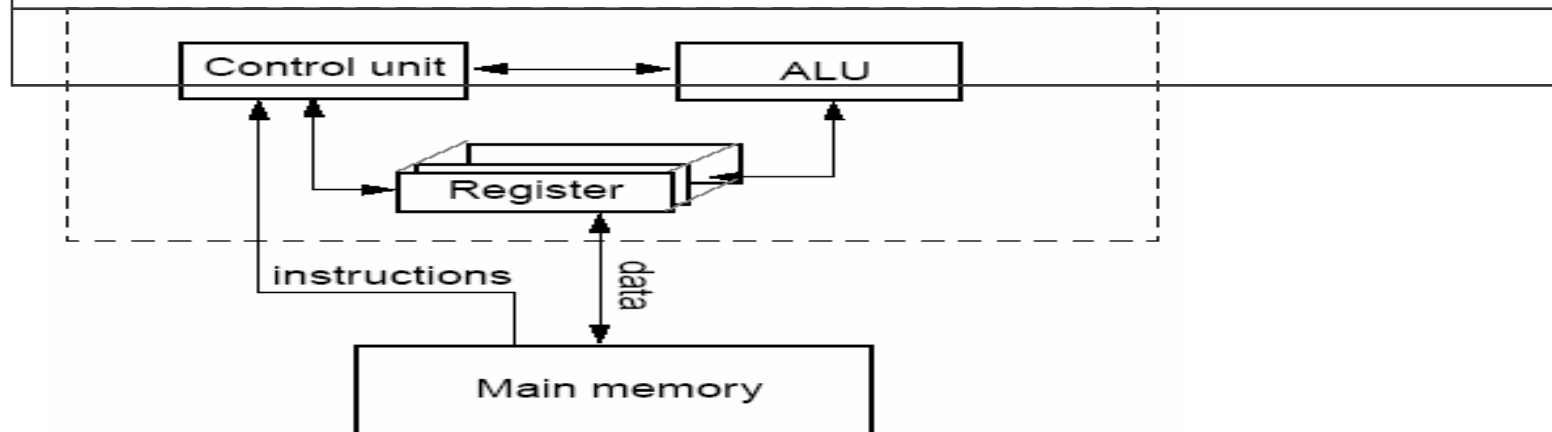 Control unit
ALU
Register
instructions
data
Main memory